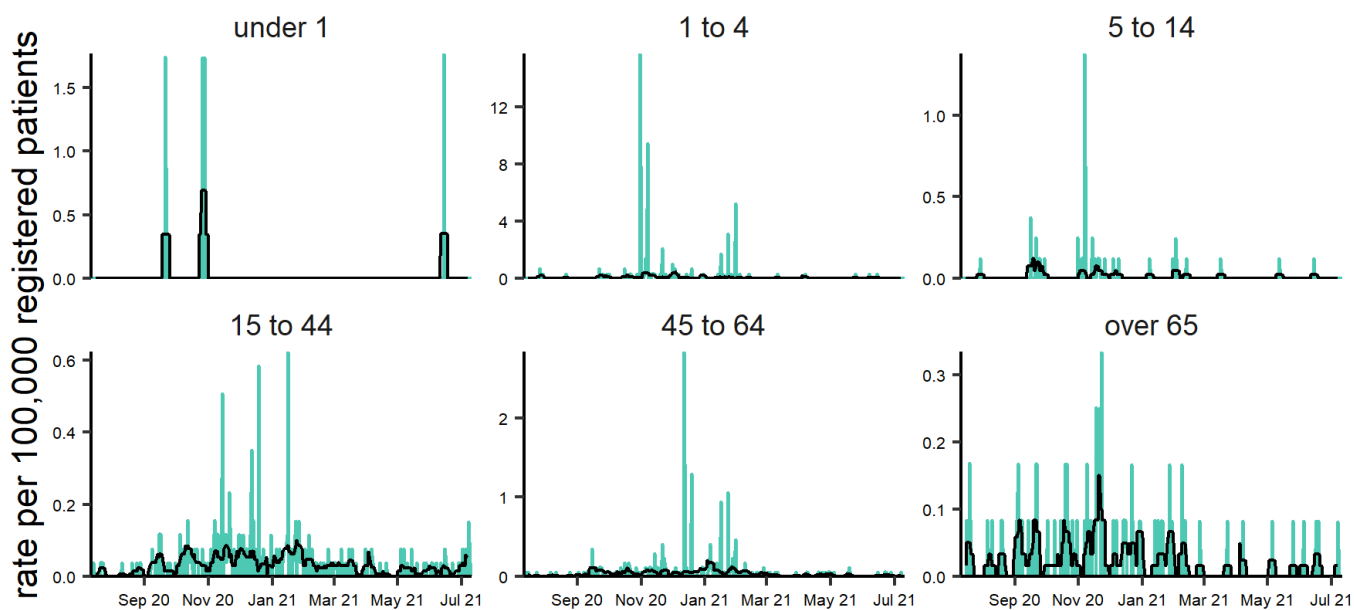 rate per 100,000 registered patients
under 1
1.5
1.0
0.5
0.0
1 to 4
12
8
4
0
5 to 14
1.0
0.5
0.0
15 to 44
0.6
0.4
0.2
0.0
Sep 20 Nov 20 Jan 21 Mar 21 May 21 Jul 21
45 to 64
2
1
0
Sep 20 Nov 20 Jan 21 Mar 21 May 21 Jul 21
over 65
0.3
0.2
0.1
0.0
Sep 20 Nov 20 Jan 21 Mar 21 May 21 Jul 21